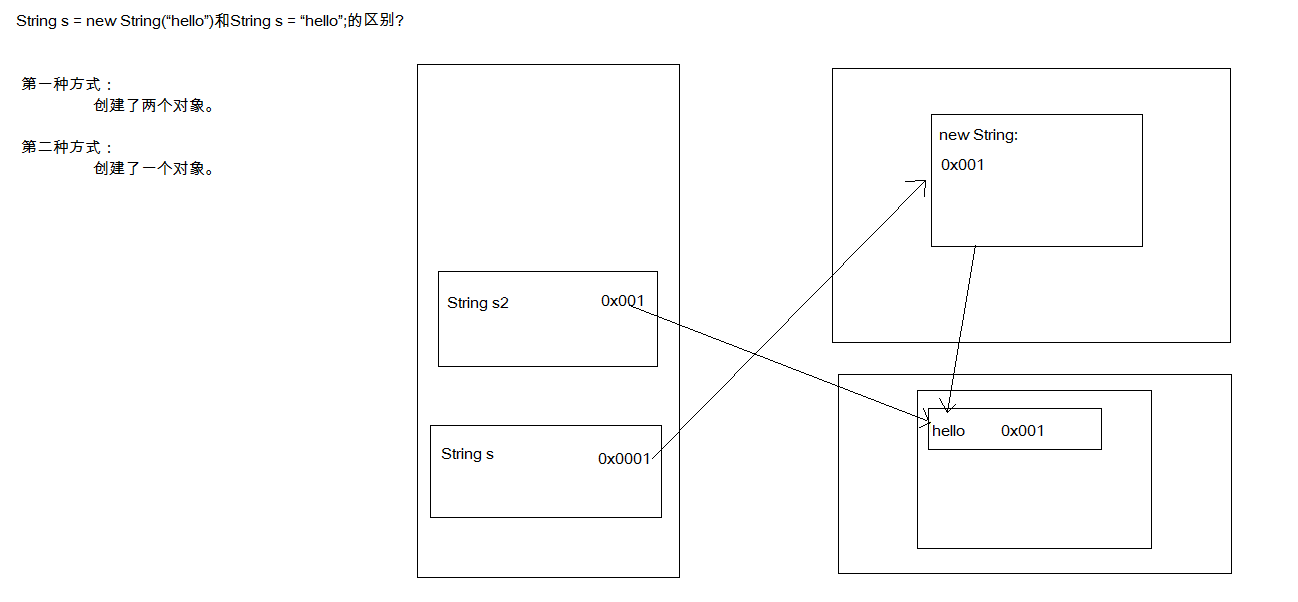 String s = new String(“hello”)和String s = “hello”;的区别?
第一种方式：
创建了两个对象。
第二种方式：
创建了一个对象。
new String:
0x001
String s2 0x001
String s 0x0001
hello 0x001